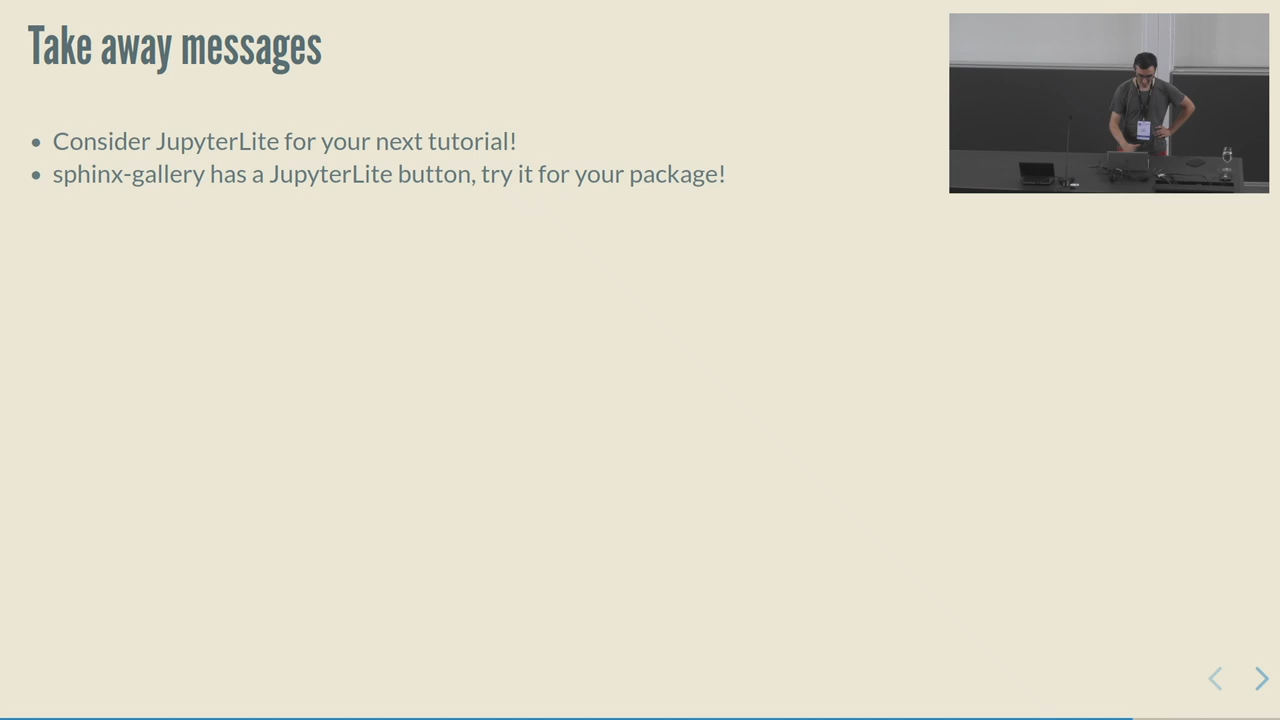 Take away messages
• Consider JupyterLite for your next tutorial!
• sphinx-gallery has a JupyterLite button, try it for your package!